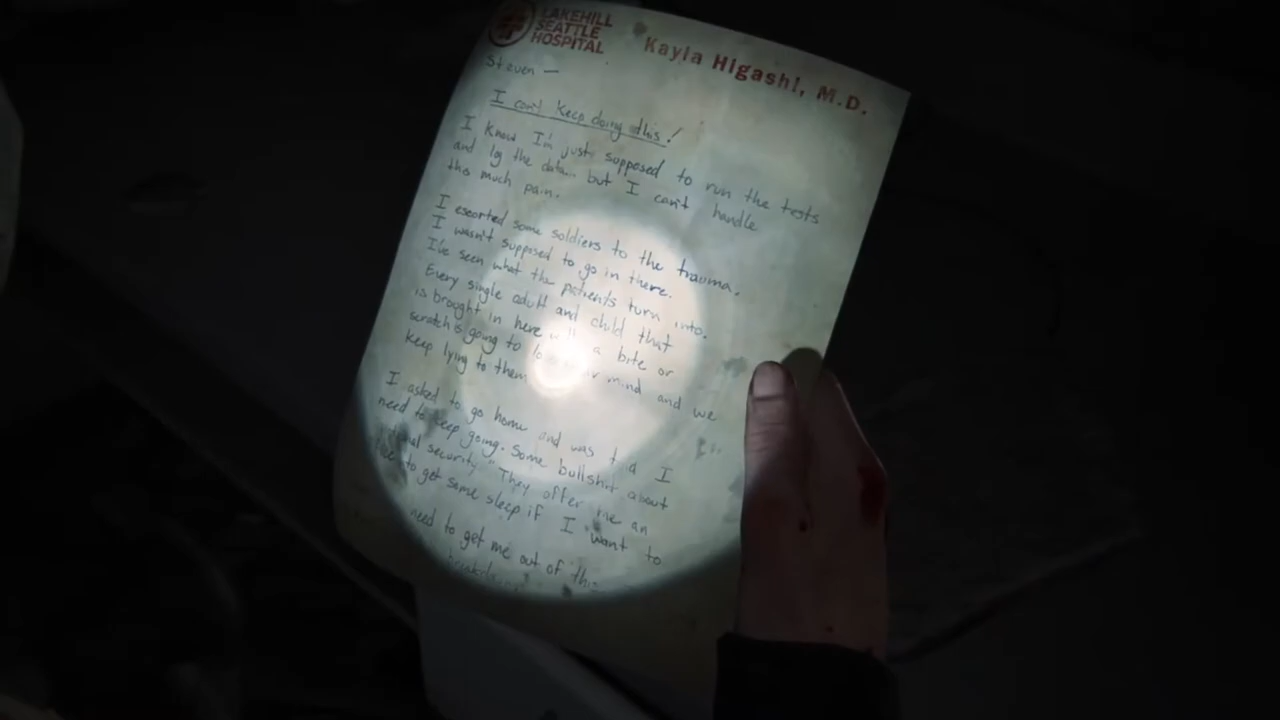 LAKEHILL
SEATTLE
HOSPITAL
Kayla Higashi, M.D.
Steven —
I can't keep doing this!
I know I'm just supposed to run the tests
and log the data... but I can't handle
this much pain.
I escorted some soldiers to the trauma.
I wasn't supposed to go in there.
I've seen what the patients turn into.
Every single adult and child that
is brought in here a bite or
scratch is going to mind and we
keep lying to them
I asked to go home and was I
need to keep going. Some bullshit about
security." They offer me an
to get some sleep if I want to
need to get me out of this